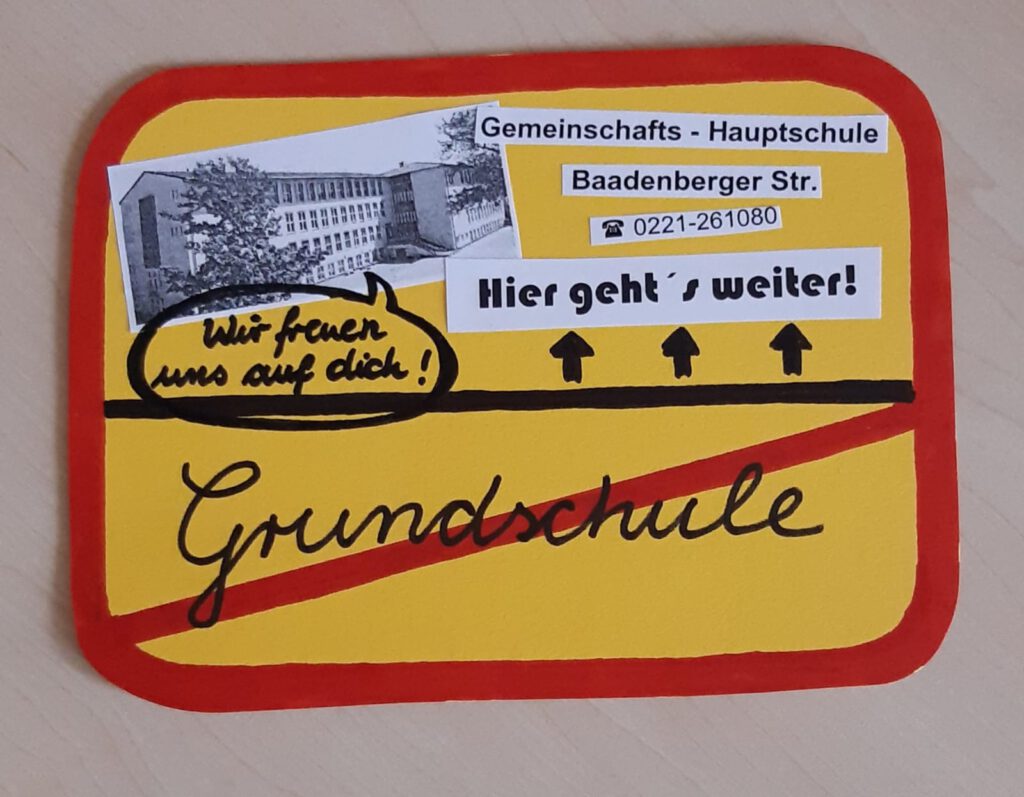 Gemeinschafts - Hauptschule
Baadenberger Str.
☎ 0221-261080
Hier geht´s weiter!
Wir freuen
uns auf dich!
Grundschule